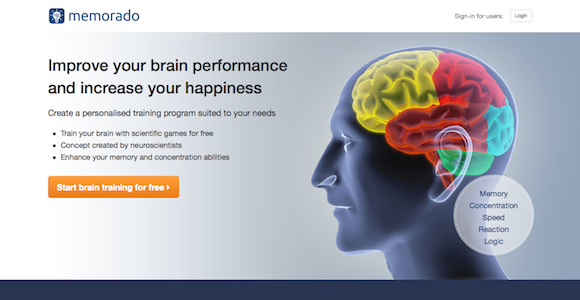 memorado
Sign-in for users:
Login
Improve your brain performance
and increase your happiness
Create a personalised training program suited to your needs
Train your brain with scientific games for free
Concept created by neuroscientists
Enhance your memory and concentration abilities
Start brain training for free
Memory
Concentration
Speed
Reaction
Logic